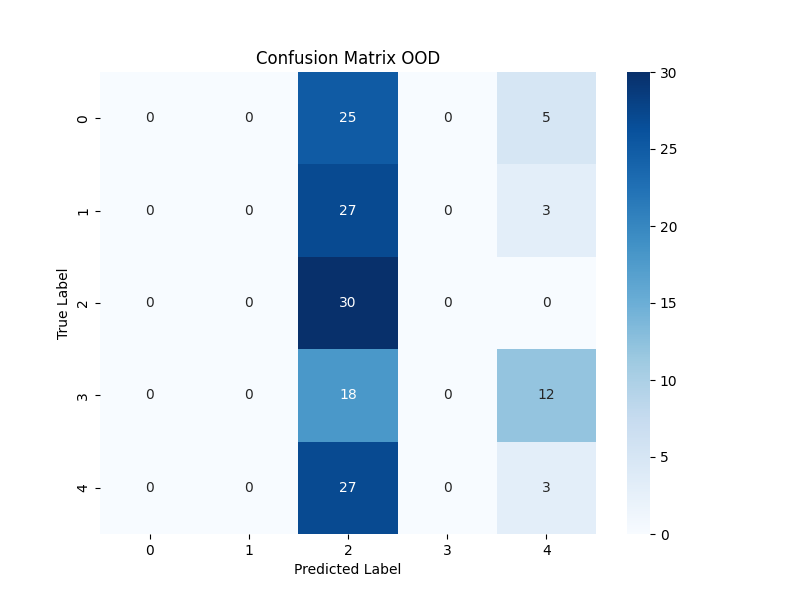 Confusion Matrix OOD
True Label
0 0 0 25 0 5
1 0 0 27 0 3
2 0 0 30 0 0
3 0 0 18 0 12
4 0 0 27 0 3
0 1 2 3 4
Predicted Label
30
25
20
15
10
5
0